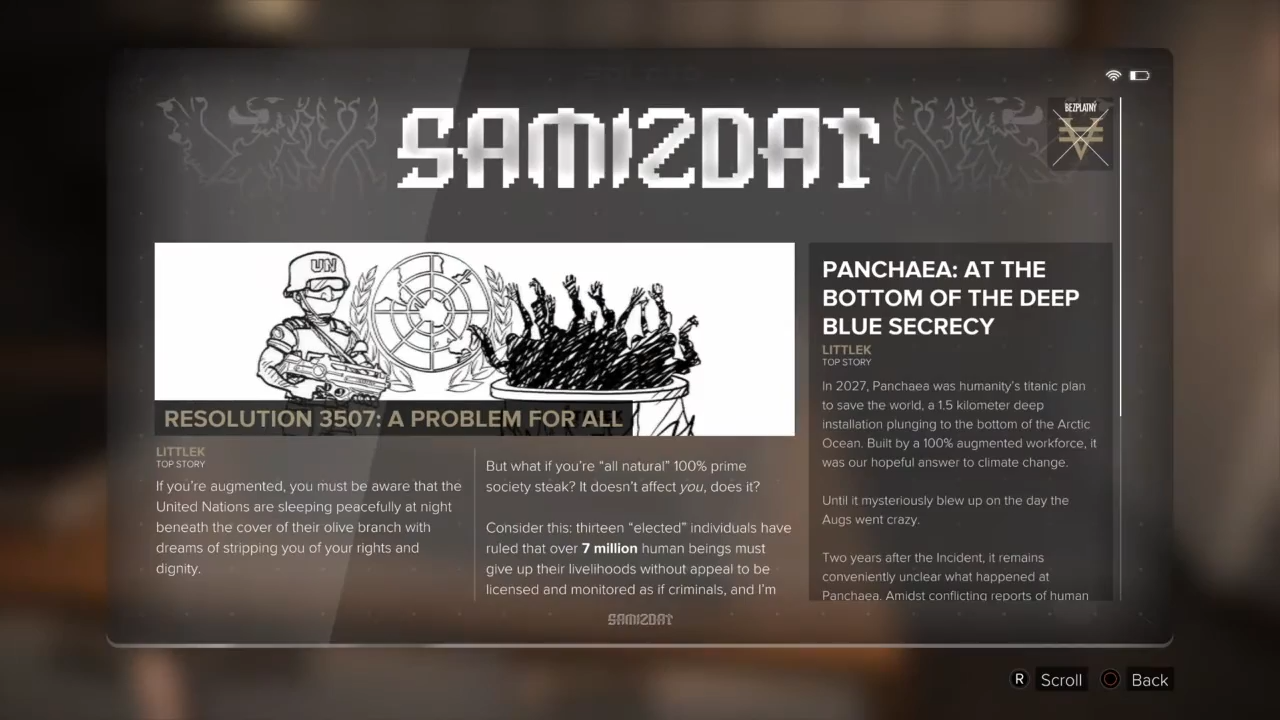 SAMIZDAT
BEZPLATNÝ
UN
RESOLUTION 3507: A PROBLEM FOR ALL
LITTLEK
TOP STORY
If you're augmented, you must be aware that the
United Nations are sleeping peacefully at night
beneath the cover of their olive branch with
dreams of stripping you of your rights and
dignity.
But what if you're “all natural” 100% prime
society steak? It doesn't affect you, does it?
Consider this: thirteen “elected” individuals have
ruled that over 7 million human beings must
give up their livelihoods without appeal to be
licensed and monitored as if criminals, and I'm
PANCHAEA: AT THE
BOTTOM OF THE DEEP
BLUE SECRECY
LITTLEK
TOP STORY
In 2027, Panchaea was humanity's titanic plan
to save the world, a 1.5 kilometer deep
installation plunging to the bottom of the Arctic
Ocean. Built by a 100% augmented workforce, it
was our hopeful answer to climate change.
Until it mysteriously blew up on the day the
Augs went crazy.
Two years after the Incident, it remains
conveniently unclear what happened at
Panchaea. Amidst conflicting reports of human
SAMIZDAT
R Scroll
Back